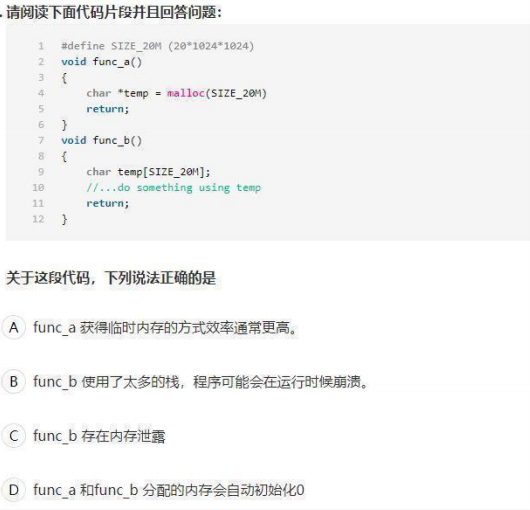 .请阅读下面代码片段并且回答问题：
1 #define SIZE_20M (20*1024*1024)
2 void func_a()
3 {
4 char *temp = malloc(SIZE_20M)
5 return;
6 }
7 void func_b()
8 {
9 char temp[SIZE_20M];
10 //...do something using temp
11 return;
12 }
关于这段代码，下列说法正确的是
A func_a 获得临时内存的方式效率通常更高。
B func_b 使用了太多的栈，程序可能会在运行时候崩溃。
C func_b 存在内存泄露
D func_a 和func_b 分配的内存会自动初始化0